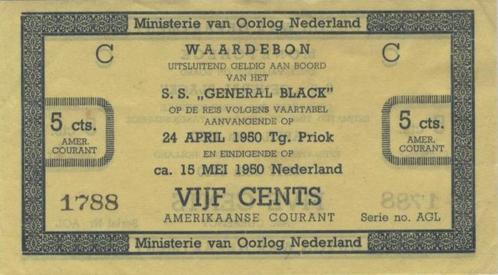 Ministerie van Oorlog Nederland
C
C
WAARDEBON
UITSLUITEND GELDIG AAN BOORD
VAN HET
S. S. „GENERAL BLACK"
OP DE REIS VOLGENS VAARTABEL
AANVANGENDE OP
24 APRIL 1950 Tg. Priok
EN EINDIGENDE OP
ca. 15 MEI 1950 Nederland
5 cts.
AMER.
COURANT
5 cts.
AMER.
COURANT
1788
VIJF CENTS
AMERIKAANSE COURANT
Serie no. AGL
Ministerie van Oorlog Nederland